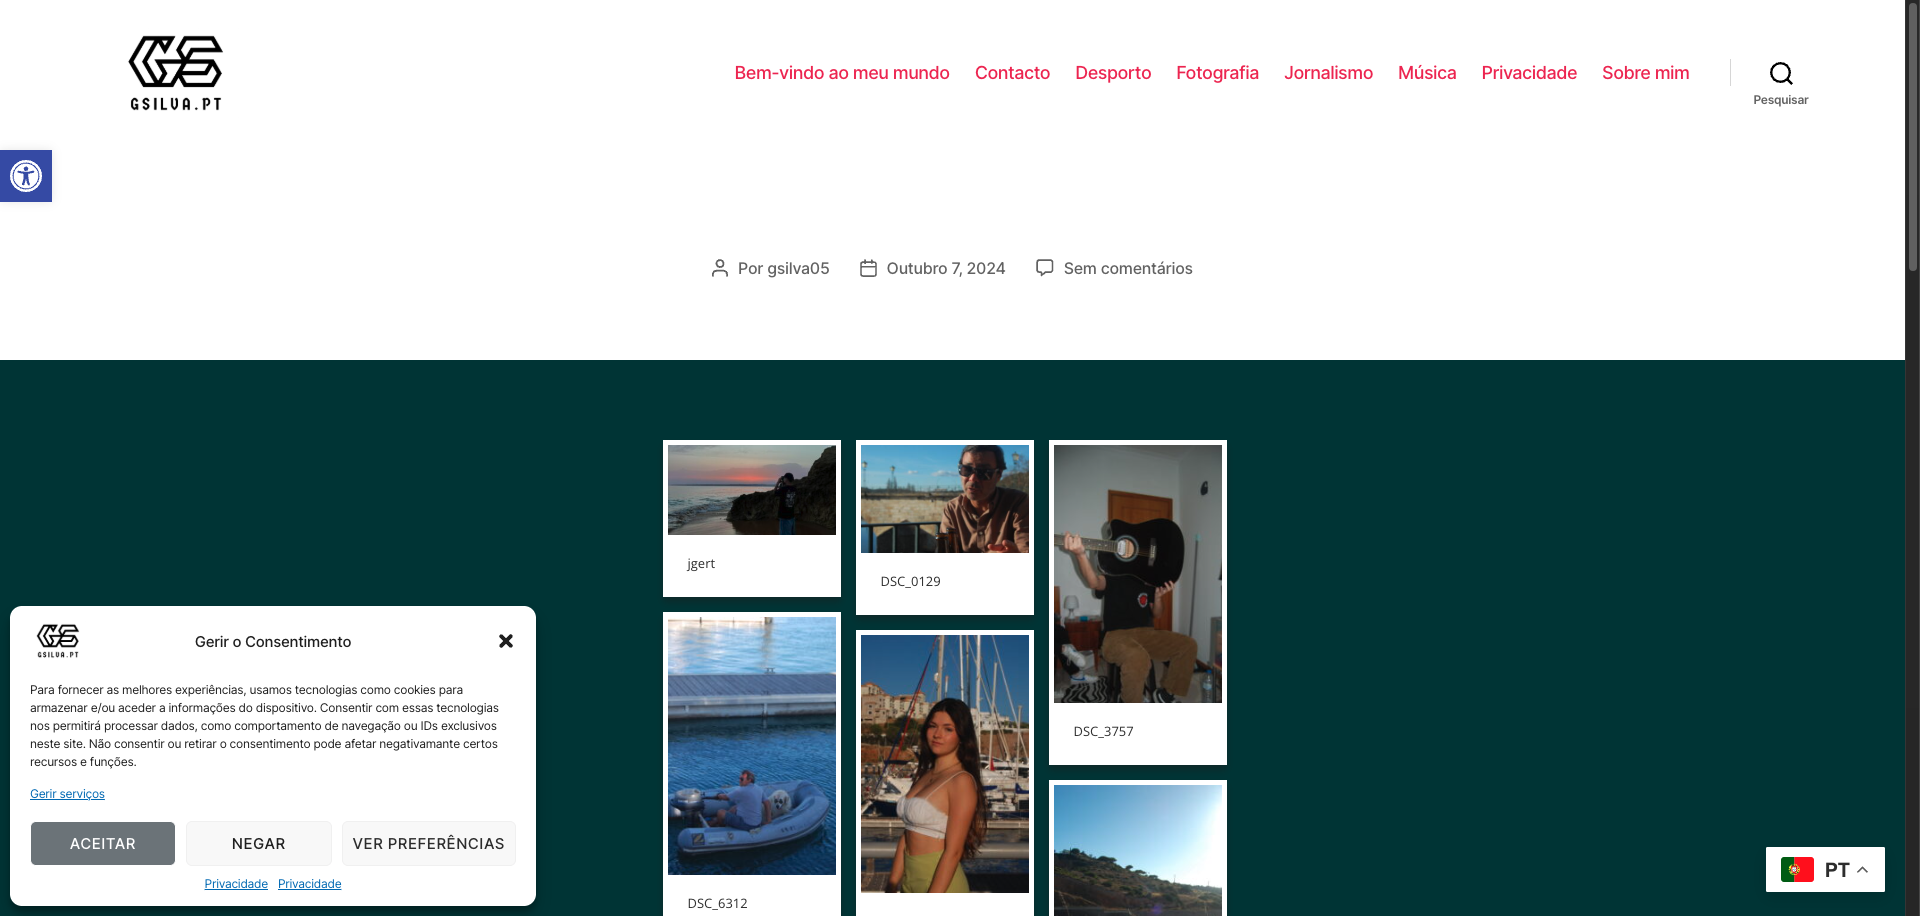 GSILVA.PT
Bem-vindo ao meu mundo Contacto Desporto Fotografia Jornalismo Música Privacidade Sobre mim
Pesquisar
Por gsilva05 Outubro 7, 2024 Sem comentários
jgert
DSC_0129
DSC_3757
DSC_6312
GSILVA.PT
Gerir o Consentimento
Para fornecer as melhores experiências, usamos tecnologias como cookies para
armazenar e/ou aceder a informações do dispositivo. Consentir com essas tecnologias
nos permitirá processar dados, como comportamento de navegação ou IDs exclusivos
neste site. Não consentir ou retirar o consentimento pode afetar negativamante certos
recursos e funções.
Gerir serviços
ACEITAR NEGAR VER PREFERÊNCIAS
Privacidade Privacidade
PT